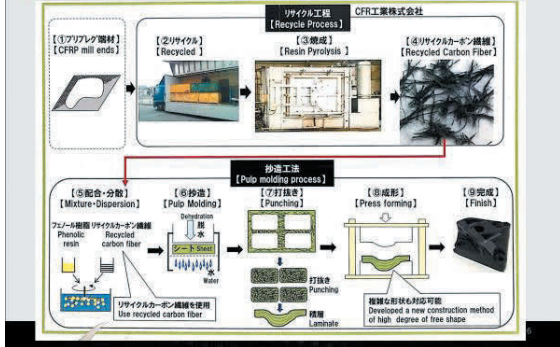 リサイクル工程
【Recycle Process】
CFR工業株式会社
【①プリプレグ端材】
【CFRP mill ends】
【②リサイクル】
【Recycled】
【③焼成】
【Resin Pyrolysis】
【④リサイクルカーボン繊維】
【Recycled Carbon Fiber】
抄造工法
【Pulp molding process】
【⑤配合・分散】
【Mixture・Dispersion】
フェノール樹脂
Phenolic
resin
リサイクルカーボン繊維
Recycled
carbon fiber
リサイクルカーボン繊維を使用
Use recycled carbon fiber
【⑥抄造】
【Pulp Molding】
Dehydration
脱
水
シート Sheet
水
Water
【⑦打抜き】
【Punching】
打抜き
Punching
積層
Laminate
【⑧成形】
【Press forming】
複雑な形状も対応可能
Developed a new construction method
of high degree of free shape
【⑨完成】
【Finish】
6